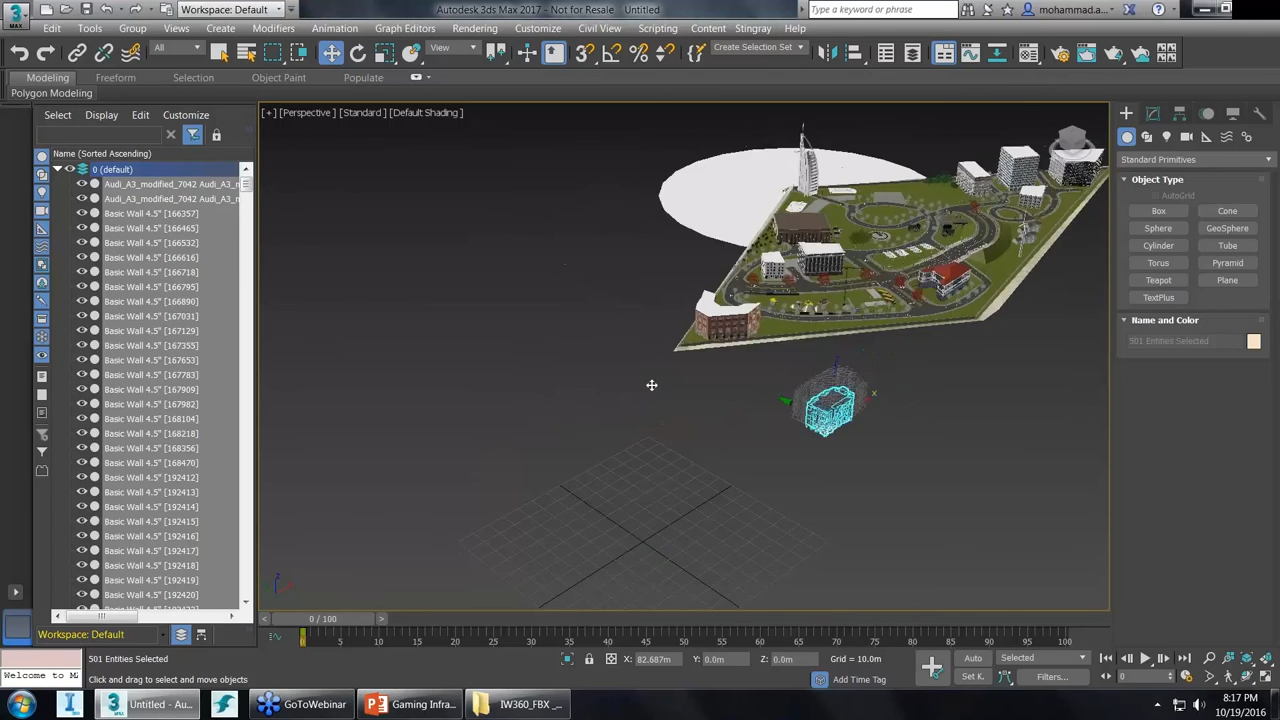 Workspace: Default
Autodesk 3ds Max 2017 - Not for Resale Untitled
Type a keyword or phrase
mohammad.a...
MAX
Edit Tools Group Views Create Modifiers Animation Graph Editors Rendering Customize Civil View Scripting Content Stingray Help
All
View
Create Selection Set
Modeling Freeform Selection Object Paint Populate
Polygon Modeling
Select Display Edit Customize
Name (Sorted Ascending)
0 (default)
Audi_A3_modified_7042 Audi_A3_m
Audi_A3_modified_7042 Audi_A3_m
Basic Wall 4.5" [166357]
Basic Wall 4.5" [166465]
Basic Wall 4.5" [166532]
Basic Wall 4.5" [166616]
Basic Wall 4.5" [166718]
Basic Wall 4.5" [166795]
Basic Wall 4.5" [166890]
Basic Wall 4.5" [167031]
Basic Wall 4.5" [167129]
Basic Wall 4.5" [167355]
Basic Wall 4.5" [167653]
Basic Wall 4.5" [167783]
Basic Wall 4.5" [167909]
Basic Wall 4.5" [167982]
Basic Wall 4.5" [168104]
Basic Wall 4.5" [168218]
Basic Wall 4.5" [168356]
Basic Wall 4.5" [168470]
Basic Wall 4.5" [192412]
Basic Wall 4.5" [192413]
Basic Wall 4.5" [192414]
Basic Wall 4.5" [192415]
Basic Wall 4.5" [192416]
Basic Wall 4.5" [192417]
Basic Wall 4.5" [192418]
Basic Wall 4.5" [192419]
Basic Wall 4.5" [192420]
Workspace: Default
[+] [Perspective] [Standard] [Default Shading]
x
z
Standard Primitives
Object Type
AutoGrid
Box Cone
Sphere GeoSphere
Cylinder Tube
Torus Pyramid
Teapot Plane
TextPlus
Name and Color
501 Entities Selected
0 / 100
0 5 10 15 20 25 30 35 40 45 50 55 60 65 70 75 80 85 90 95 100
501 Entities Selected
X: 82.687m Y: 0.0m Z: 0.0m Grid = 10.0m
Auto Selected
Welcome to MA
Click and drag to select and move objects
Add Time Tag
Set K. Filters...
0
Untitled - Au...
GoToWebinar
Gaming Infra...
IW360_FBX_...
8:17 PM
10/19/2016